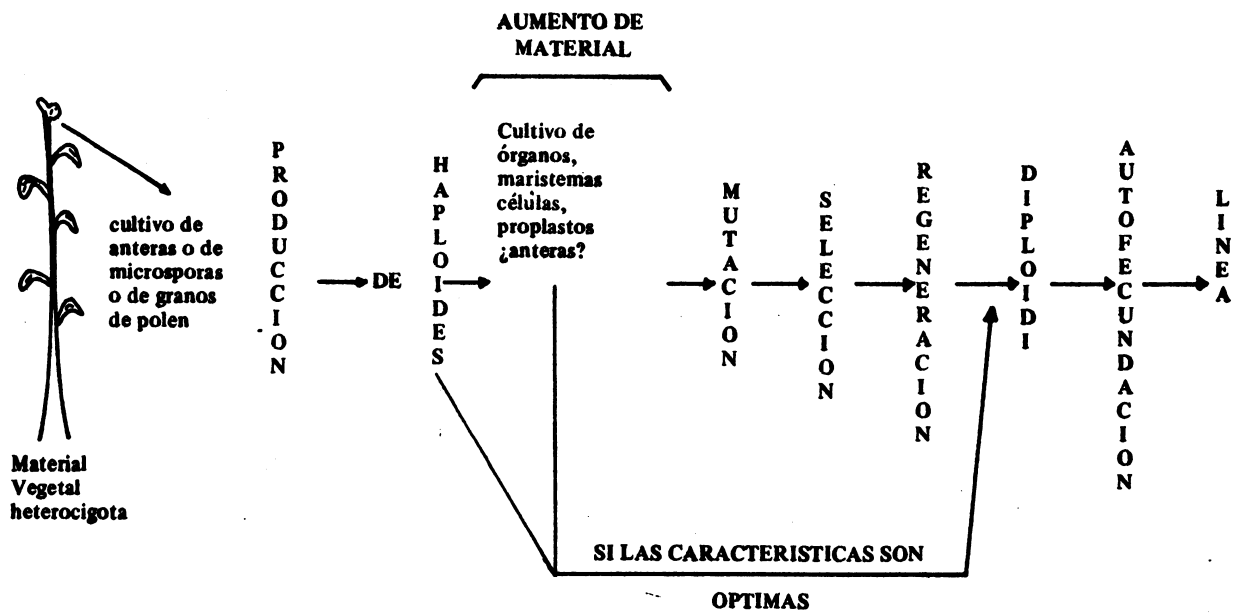 AUMENTO DE
MATERIAL
cultivo de
anteras o de
microsporas
o de granos
de polen
Material
Vegetal
heterocigota
PRODUCCION
DE
HAPLOIDES
Cultivo de
órganos,
maristemas
célúlas,
proplastos
¿anteras?
MUTACION
SELECCION
REGENERACION
DIPLOIDI
AUTOFECUNDACION
LINEA
SI LAS CARACTERISTICAS SON
OPTIMAS